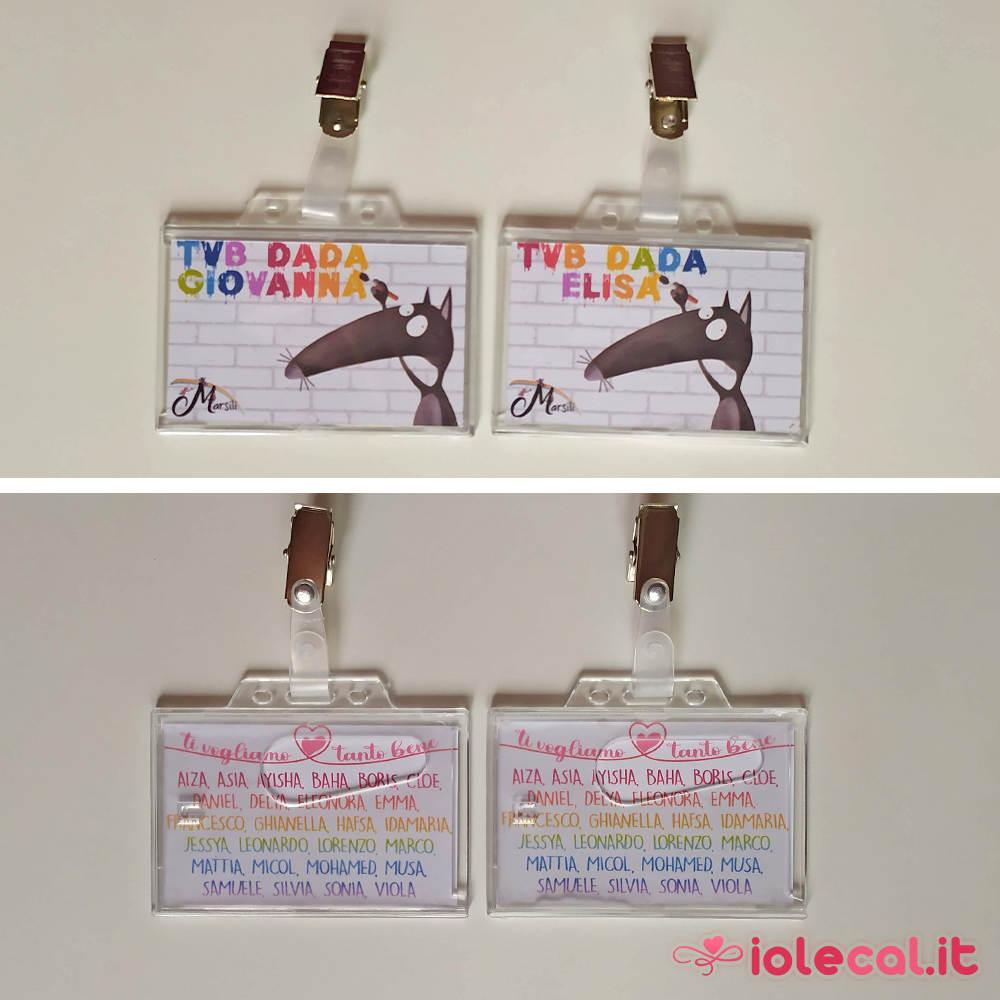 TVB DADA
GIOVANNA
Marsili
TVB DADA
ELISA
Marsili
ti vogliamo tanto bene
AIZA, ASIA, AYISHA, BAHA, BORIS, CLOE,
DANIEL, DELYA, ELEONORA, EMMA,
FRANCESCO, GHIANELLA, HAFSA, IDAMARIA,
JESSYA, LEONARDO, LORENZO, MARCO,
MATTIA, MICOL, MOHAMED, MUSA,
SAMUELE, SILVIA, SONIA, VIOLA
ti vogliamo tanto bene
AIZA, ASIA, AYISHA, BAHA, BORIS, CLOE,
DANIEL, DELYA, ELEONORA, EMMA,
FRANCESCO, GHIANELLA, HAFSA, IDAMARIA,
JESSYA, LEONARDO, LORENZO, MARCO,
MATTIA, MICOL, MOHAMED, MUSA,
SAMUELE, SILVIA, SONIA, VIOLA
iolecal.it